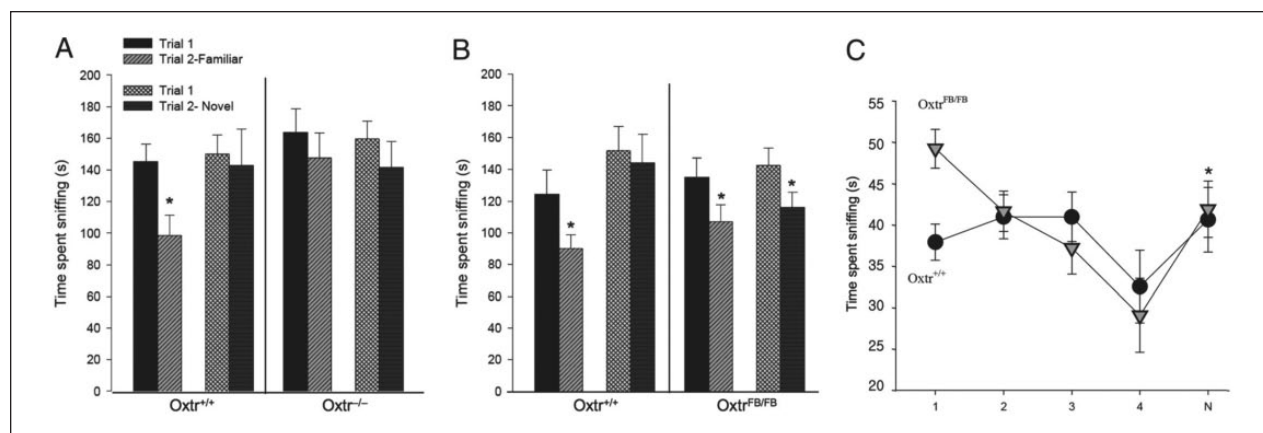 A
Trial 1
Trial 2-Familiar
Trial 1
Trial 2- Novel
Time spent sniffing (s)
200
180
160
140
120
100
80
60
40
20
0
*
Oxtr+/+
Oxtr–/–
B
Time spent sniffing (s)
200
180
160
140
120
100
80
60
40
20
0
*
*
*
Oxtr+/+
OxtrFB/FB
C
Time spent sniffing (s)
55
50
45
40
35
30
25
20
OxtrFB/FB
Oxtr+/+
*
1
2
3
4
N